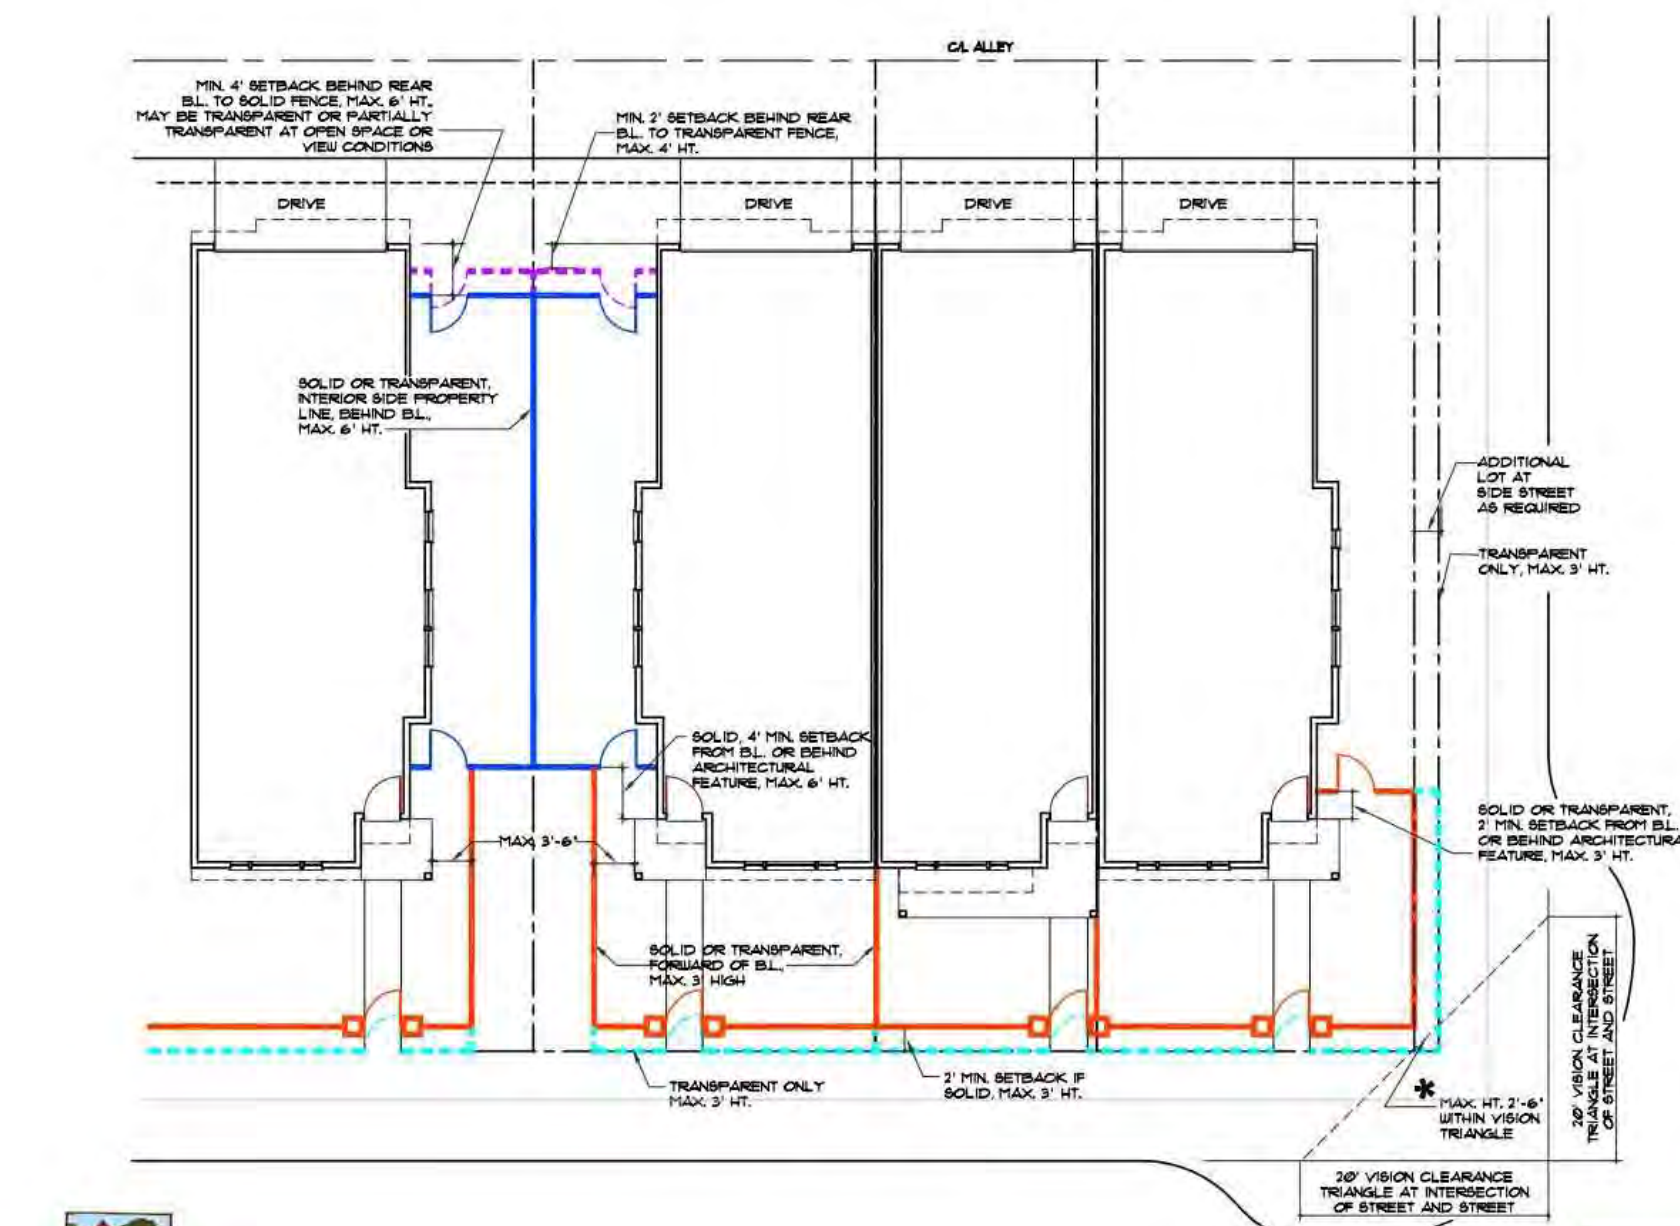 C/L ALLEY
MIN. 4' SETBACK BEHIND REAR
B.L. TO SOLID FENCE, MAX. 6' HT.
MAY BE TRANSPARENT OR PARTIALLY
TRANSPARENT AT OPEN SPACE OR
VIEW CONDITIONS
MIN. 2' SETBACK BEHIND REAR
B.L. TO TRANSPARENT FENCE,
MAX. 4' HT.
DRIVE
DRIVE
DRIVE
DRIVE
SOLID OR TRANSPARENT,
INTERIOR SIDE PROPERTY
LINE, BEHIND B.L.,
MAX. 6' HT.
ADDITIONAL
LOT AT
SIDE STREET
AS REQUIRED
TRANSPARENT
ONLY, MAX. 3' HT.
SOLID, 4' MIN. SETBACK
FROM B.L. OR BEHIND
ARCHITECTURAL
FEATURE, MAX. 6' HT.
SOLID OR TRANSPARENT,
2' MIN. SETBACK FROM B.L.
OR BEHIND ARCHITECTURA
FEATURE, MAX. 3' HT.
MAX. 3'-6"
SOLID OR TRANSPARENT,
FORWARD OF B.L.,
MAX. 3' HIGH
TRANSPARENT ONLY
MAX. 3' HT.
2' MIN. SETBACK IF
SOLID, MAX. 3' HT.
*
MAX. HT. 2'-6"
WITHIN VISION
TRIANGLE
20' VISION CLEARANCE
TRIANGLE AT INTERSECTION
OF STREET AND STREET
20' VISION CLEARANCE
TRIANGLE AT INTERSECTION
OF STREET AND STREET